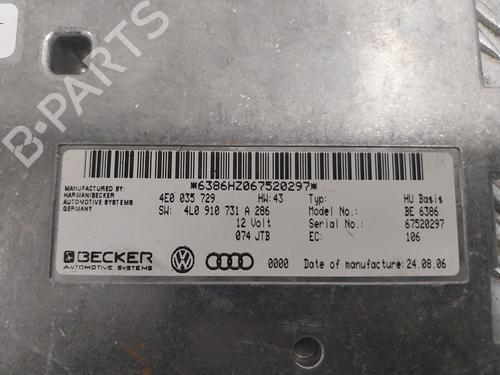 *6386HZ067520297*
MANUFACTURED BY:
HARMAN/BECKER
AUTOMOTIVE SYSTEMS
GERMANY
4E0 035 729 HW:43 Typ: HU Basis
SW: 4L0 910 731 A 286 Model No.: BE 6386
12 Volt Serial No.: 67520297
074 JTB EC: 106
BECKER
AUTOMOTIVE SYSTEMS
0000 Date of manufacture: 24.08.06
B-PARTS